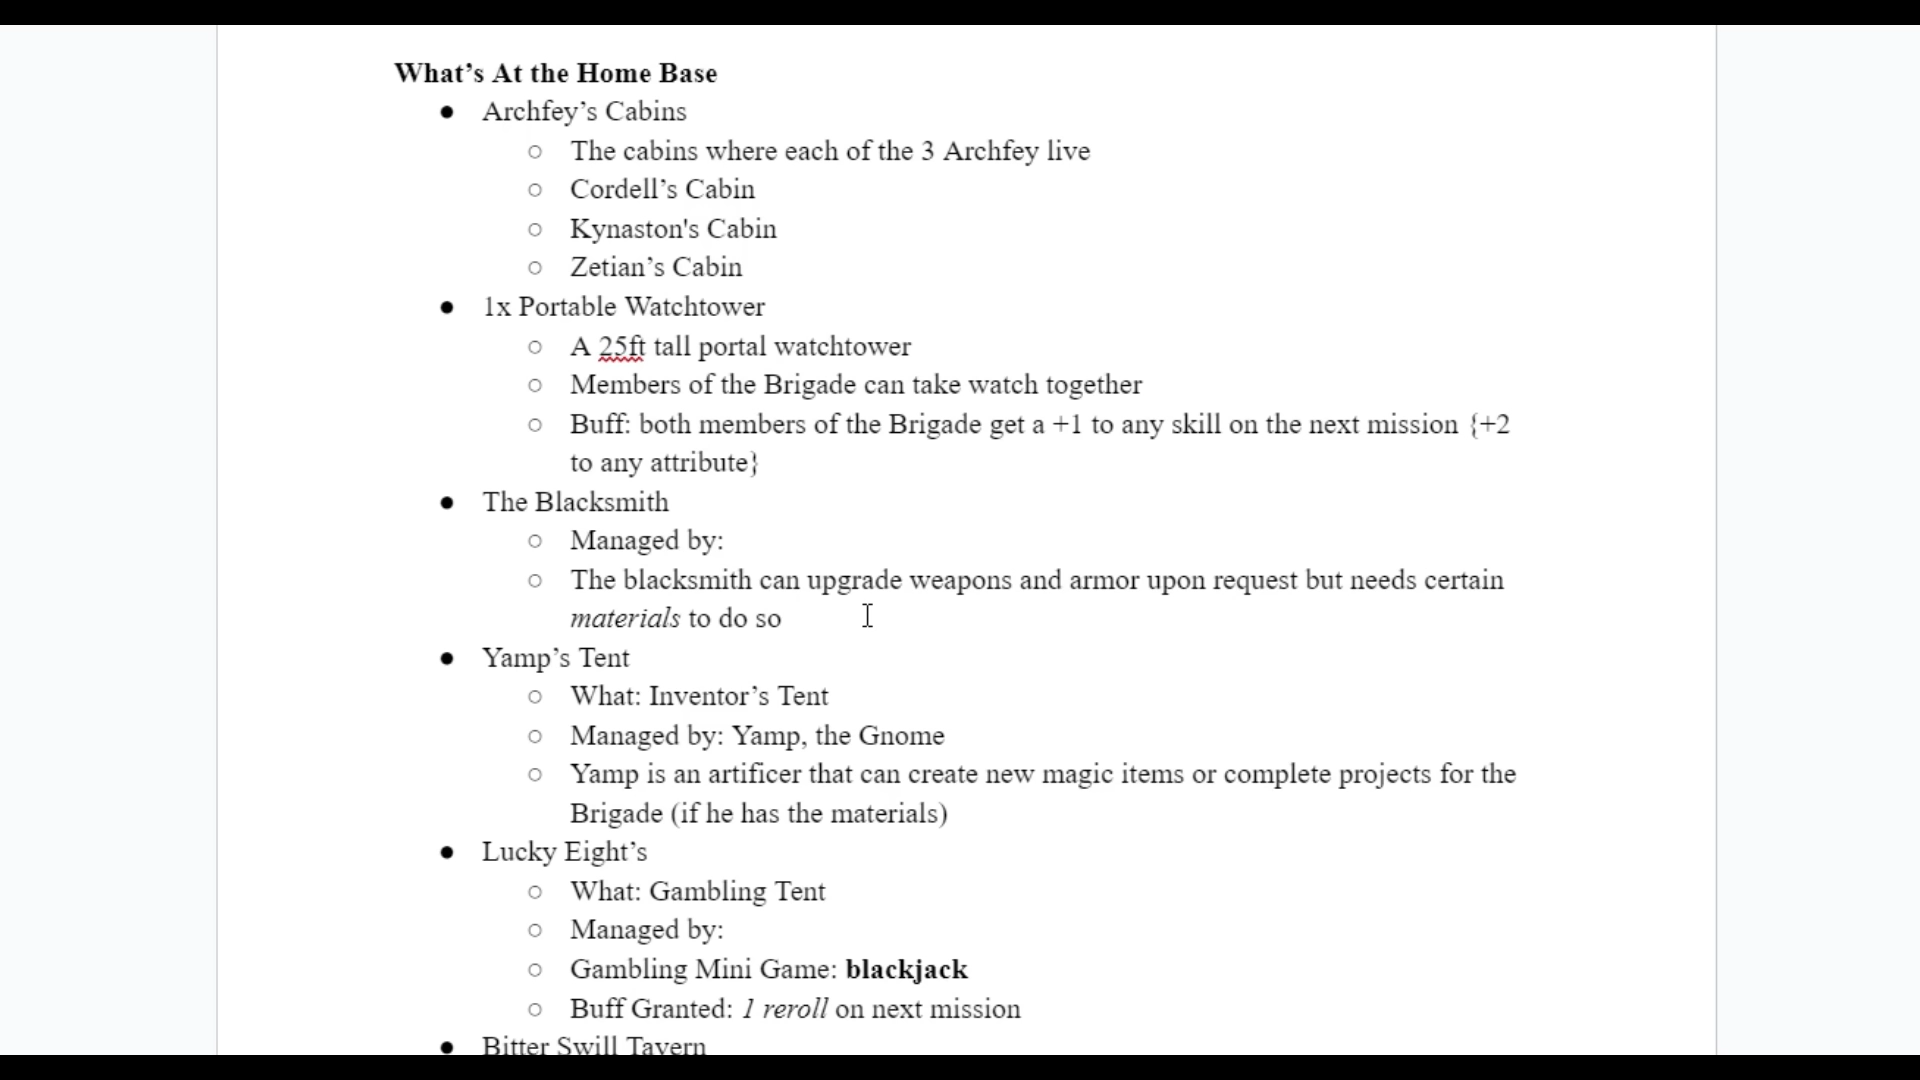 What’s At the Home Base
● Archfey’s Cabins
○ The cabins where each of the 3 Archfey live
○ Cordell’s Cabin
○ Kynaston's Cabin
○ Zetian’s Cabin
● 1x Portable Watchtower
○ A 25ft tall portal watchtower
○ Members of the Brigade can take watch together
○ Buff: both members of the Brigade get a +1 to any skill on the next mission {+2
to any attribute}
● The Blacksmith
○ Managed by:
○ The blacksmith can upgrade weapons and armor upon request but needs certain
materials to do so
● Yamp’s Tent
○ What: Inventor’s Tent
○ Managed by: Yamp, the Gnome
○ Yamp is an artificer that can create new magic items or complete projects for the
Brigade (if he has the materials)
● Lucky Eight’s
○ What: Gambling Tent
○ Managed by:
○ Gambling Mini Game: blackjack
○ Buff Granted: 1 reroll on next mission
● Bitter Swill Tavern